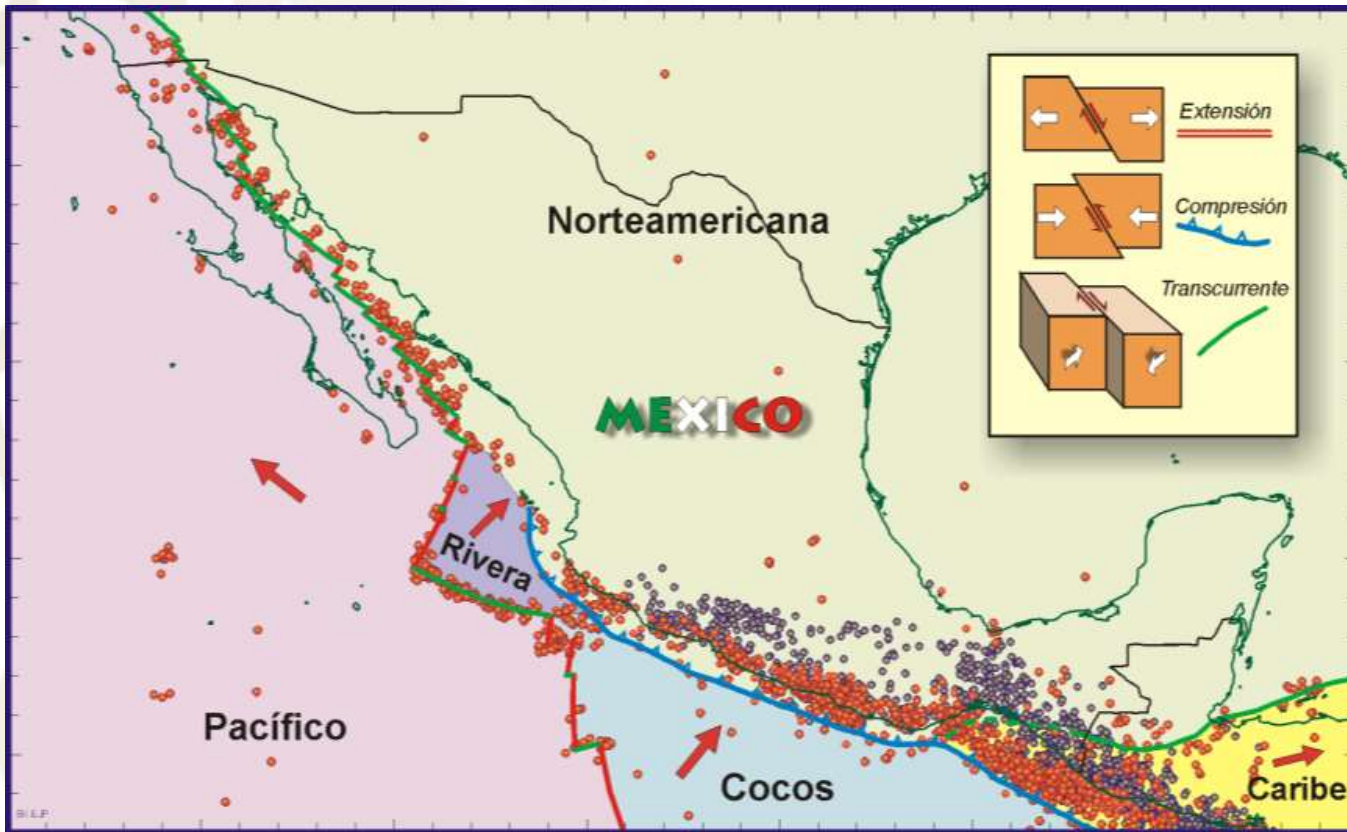 Extensión
Compresión
Transcurrente
Norteamericana
MEXICO
Rivera
Pacífico
Cocos
Caribe